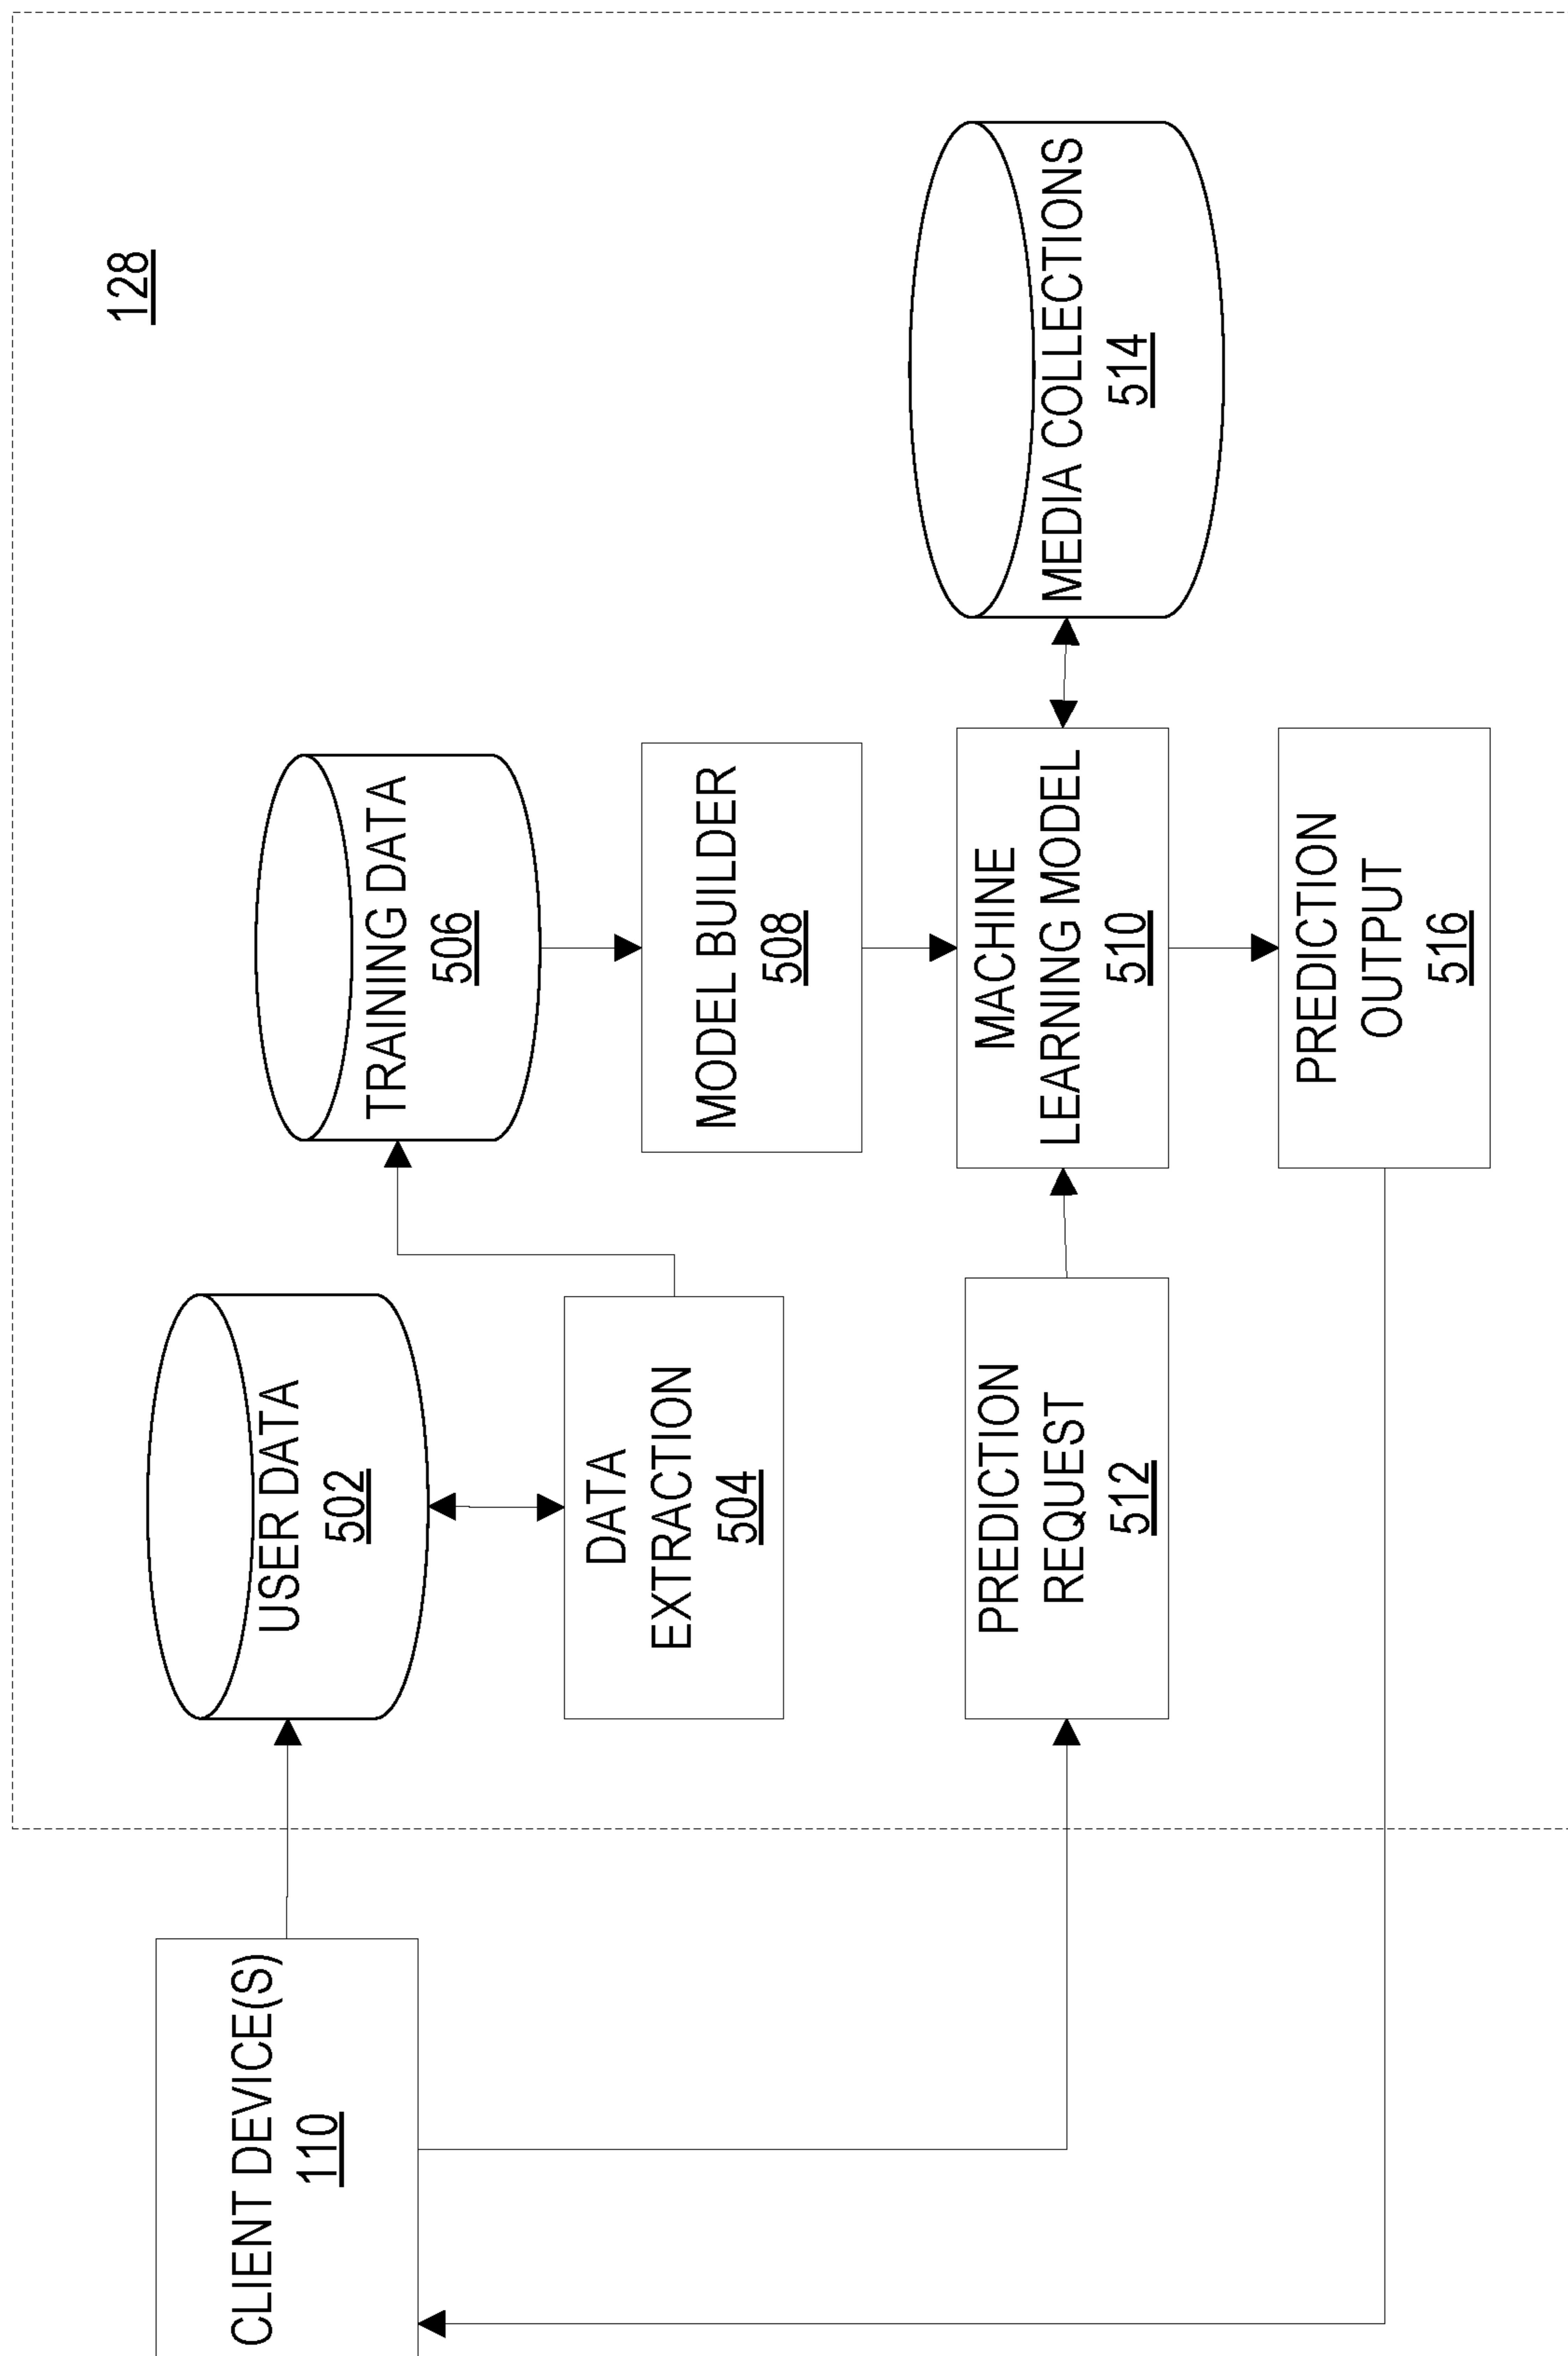 128
CLIENT DEVICE(S)
110
USER DATA
502
DATA
EXTRACTION
504
TRAINING DATA
506
MODEL BUILDER
508
PREDICTION
REQUEST
512
MACHINE
LEARNING MODEL
510
MEDIA COLLECTIONS
514
PREDICTION
OUTPUT
516